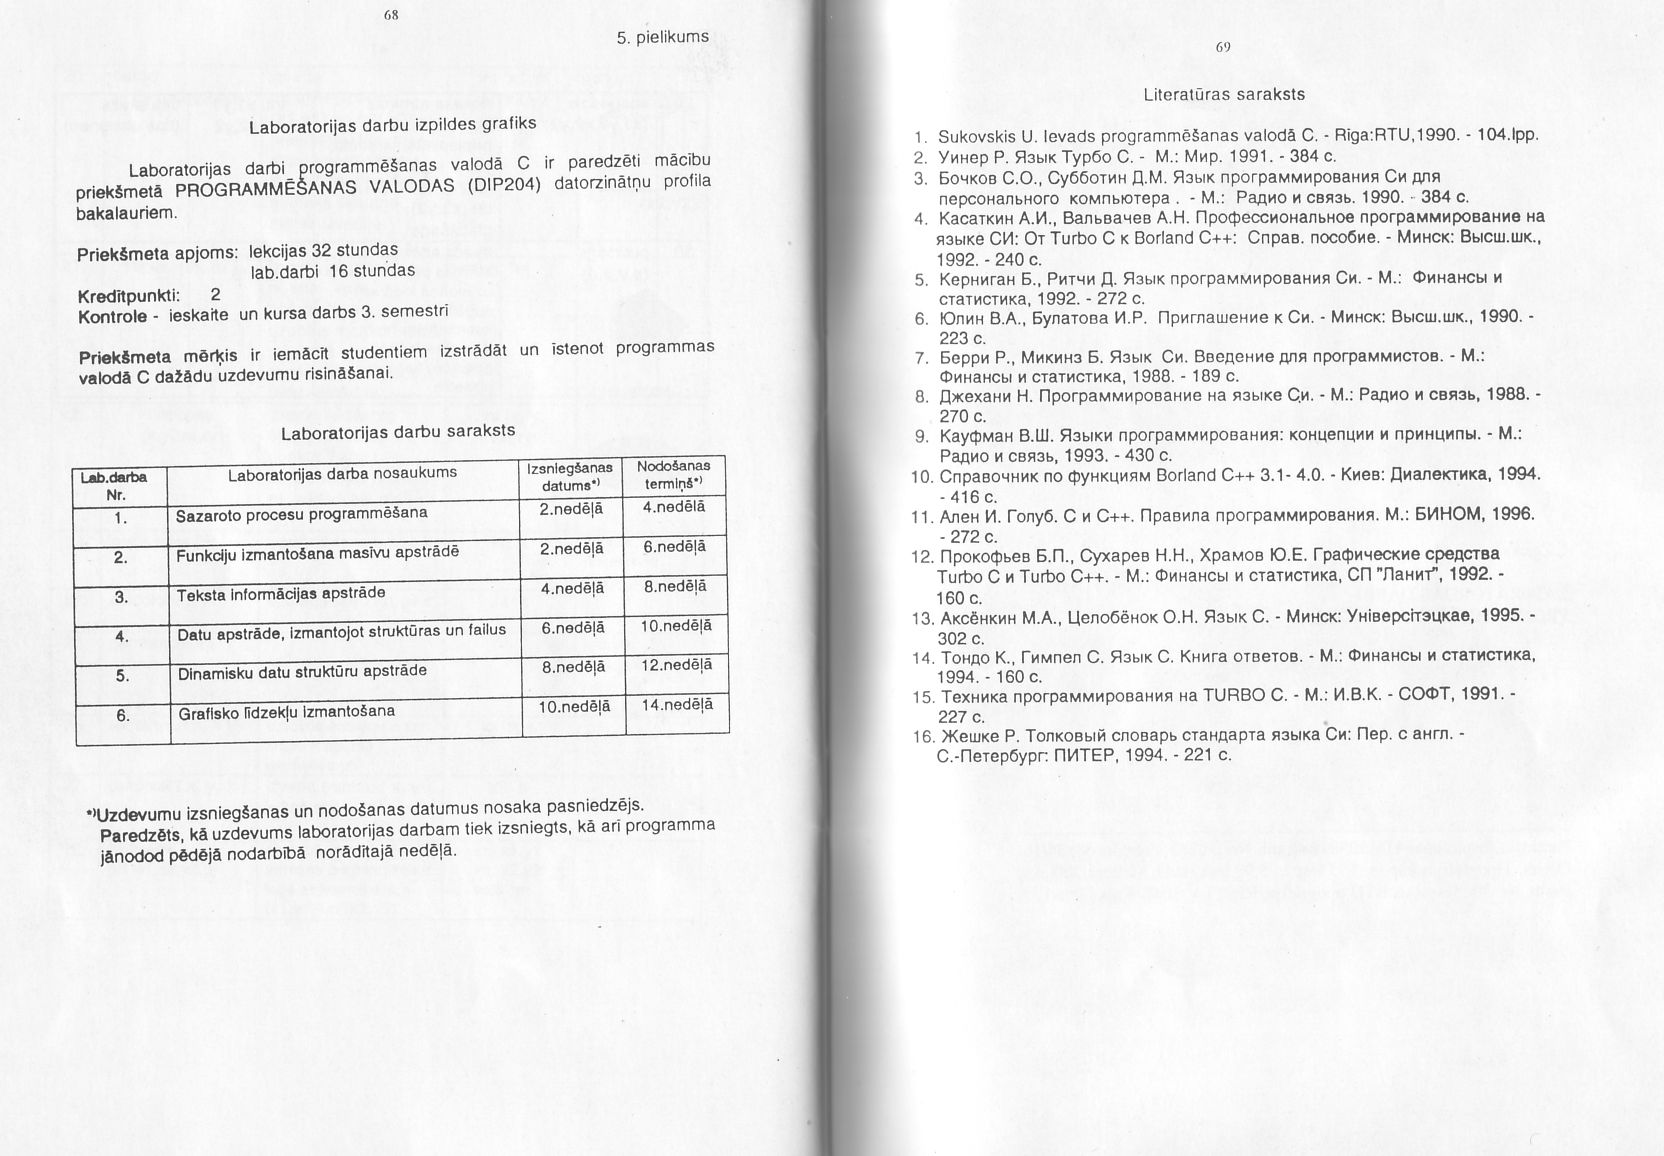 68
5. pielikums
Laboratorijas darbu izpildes grafiks
Laboratorijas darbi programmēšanas valodā C ir paredzēti mācību
priekšmetā PROGRAMMĒŠANAS VALODAS (DIP204) datorzinātņu profila
bakalauriem.
Priekšmeta apjoms: lekcijas 32 stundas
lab.darbi 16 stundas
Kredītpunkti: 2
Kontrole - ieskaite un kursa darbs 3. semestrī
Priekšmeta mērķis ir iemācīt studentiem izstrādāt un īstenot programmas
valodā C dažādu uzdevumu risināšanai.
Laboratorijas darbu saraksts
Lab.darba Nr. Laboratorijas darba nosaukums Izsniegšanas datums*) Nodošanas termiņš*)
1. Sazaroto procesu programmēšana 2.nedēļā 4.nedēlā
2. Funkciju izmantošana masīvu apstrādē 2.nedēļā 6.nedēļā
3. Teksta informācijas apstrāde 4.nedēļā 8.nedēļā
4. Datu apstrāde, izmantojot struktūras un failus 6.nedēļā 10.nedēļā
5. Dinamisku datu struktūru apstrāde 8.nedēļā 12.nedēļā
6. Grafisko līdzekļu izmantošana 10.nedēļā 14.nedēļā
*)Uzdevumu izsniegšanas un nodošanas datumus nosaka pasniedzējs.
Paredzēts, kā uzdevums laboratorijas darbam tiek izsniegts, kā arī programma
jānodod pēdējā nodarbībā norādītajā nedēļā.
69
Literatūras saraksts
1. Sukovskis U. Ievads programmēšanas valodā C. - Rīga:RTU,1990. - 104.lpp.
2. Уинер Р. Язык Турбо С. - М.: Мир. 1991. - 384 с.
3. Бочков С.О., Субботин Д.М. Язык программирования Си для
персонального компьютера . - М.: Радио и связь. 1990. - 384 с.
4. Касаткин А.И., Вальвачев А.Н. Профессиональное программирование на
языке СИ: От Turbo C к Borland C++: Справ. пособие. - Минск: Высш.шк.,
1992. - 240 с.
5. Керниган Б., Ритчи Д. Язык программирования Си. - М.: Финансы и
статистика, 1992. - 272 с.
6. Юлин В.А., Булатова И.Р. Приглашение к Си. - Минск: Высш.шк., 1990. -
223 с.
7. Берри Р., Микинз Б. Язык Си. Введение для программистов. - М.:
Финансы и статистика, 1988. - 189 с.
8. Джехани Н. Программирование на языке Си. - М.: Радио и связь, 1988. -
270 с.
9. Кауфман В.Ш. Языки программирования: концепции и принципы. - М.:
Радио и связь, 1993. - 430 с.
10. Справочник по функциям Borland C++ 3.1- 4.0. - Киев: Диалектика, 1994.
- 416 с.
11. Ален И. Голуб. С и С++. Правила программирования. М.: БИНОМ, 1996.
- 272 с.
12. Прокофьев Б.П., Сухарев Н.Н., Храмов Ю.Е. Графические средства
Turbo C и Turbo C++. - М.: Финансы и статистика, СП "Ланит", 1992. -
160 с.
13. Аксёнкин М.А., Целобёнок О.Н. Язык С. - Минск: Унiверсiтэцкае, 1995. -
302 с.
14. Тондо К., Гимпел С. Язык С. Книга ответов. - М.: Финансы и статистика,
1994. - 160 с.
15. Техника программирования на TURBO C. - М.: И.В.К. - СОФТ, 1991. -
227 с.
16. Жешке Р. Толковый словарь стандарта языка Си: Пер. с англ. -
С.-Петербург: ПИТЕР, 1994. - 221 с.